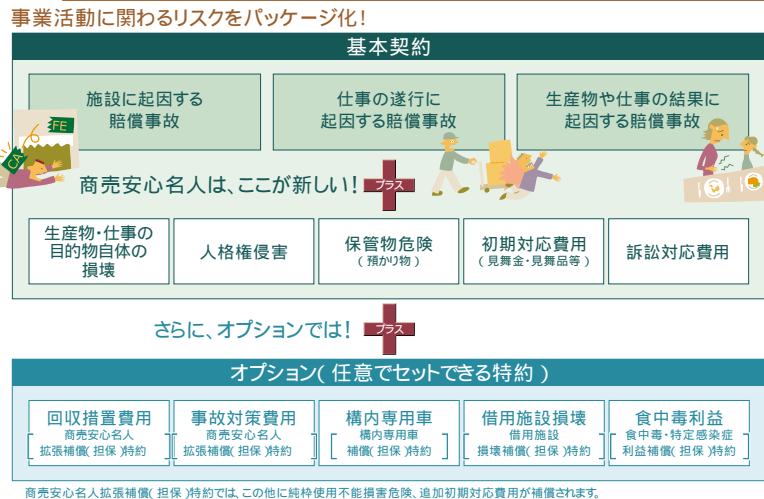 事業活動に関わるリスクをパッケージ化!
基本契約
施設に起因する
賠償事故
仕事の遂行に
起因する賠償事故
生産物や仕事の結果に
起因する賠償事故
CA
FE
商売安心名人は、ここが新しい!
プラス
生産物・仕事の
目的物自体の
損壊
人格権侵害
保管物危険
(預かり物)
初期対応費用
(見舞金・見舞品等)
訴訟対応費用
さらに、オプションでは!
プラス
オプション(任意でセットできる特約)
回収措置費用
商売安心名人
拡張補償(担保)特約
事故対策費用
商売安心名人
拡張補償(担保)特約
構内専用車
構内専用車
補償(担保)特約
借用施設損壊
借用施設
損壊補償(担保)特約
食中毒利益
食中毒・特定感染症
利益補償(担保)特約
商売安心名人拡張補償(担保)特約では、この他に純枠使用不能損害危険、追加初期対応費用が補償されます。